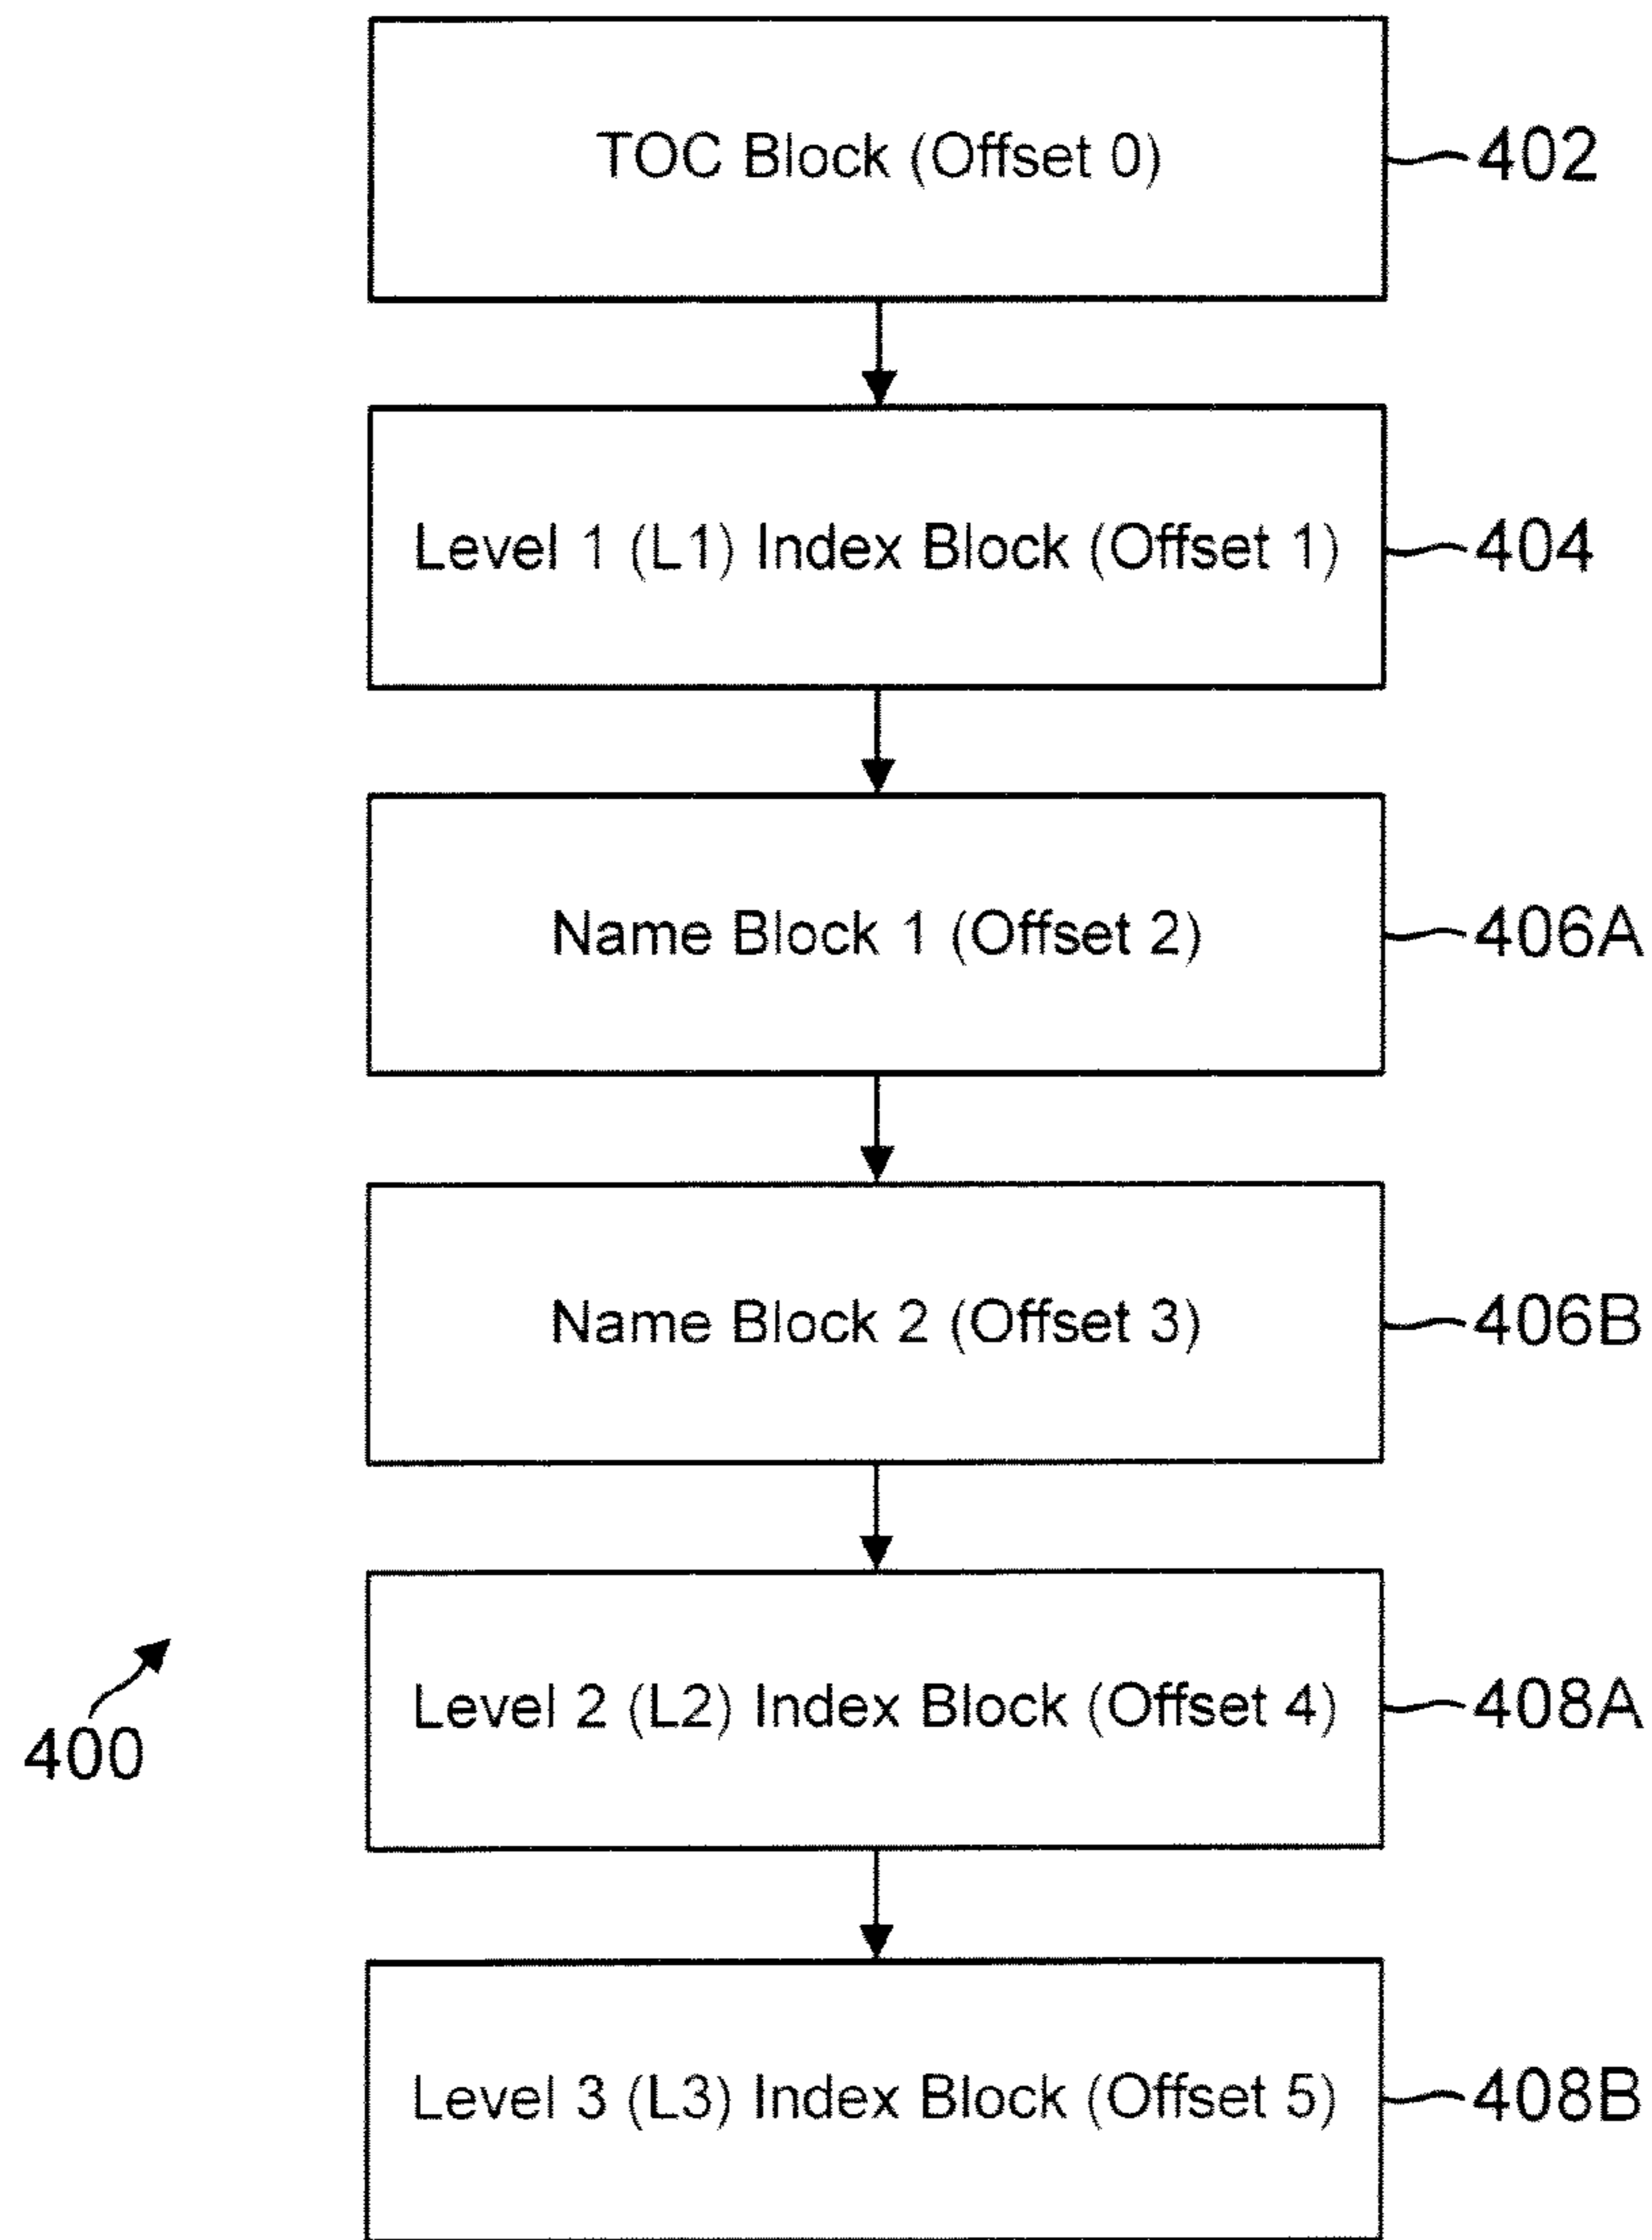 TOC Block (Offset 0)
402
Level 1 (L1) Index Block (Offset 1)
404
Name Block 1 (Offset 2)
406A
Name Block 2 (Offset 3)
406B
Level 2 (L2) Index Block (Offset 4)
408A
400
Level 3 (L3) Index Block (Offset 5)
408B